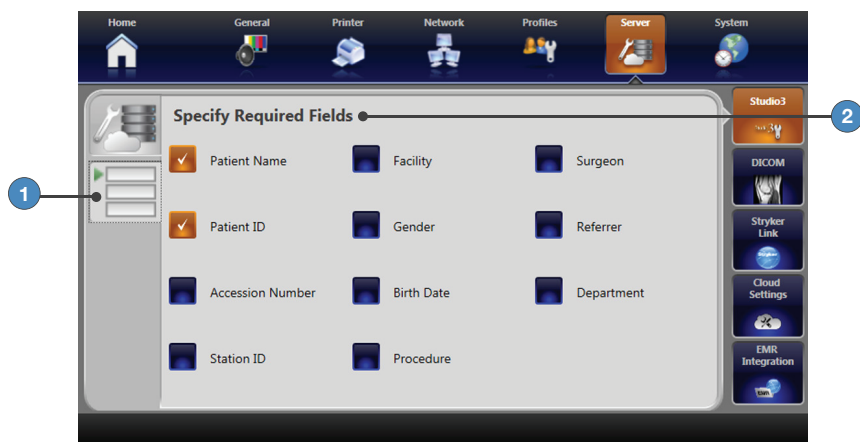 Home General Printer Network Profiles Server System
Studio3
Specify Required Fields
2
Patient Name Facility Surgeon
DICOM
1
Patient ID Gender Referrer
Stryker
Link
Accession Number Birth Date Department
Cloud
Settings
Station ID Procedure
EMR
Integration